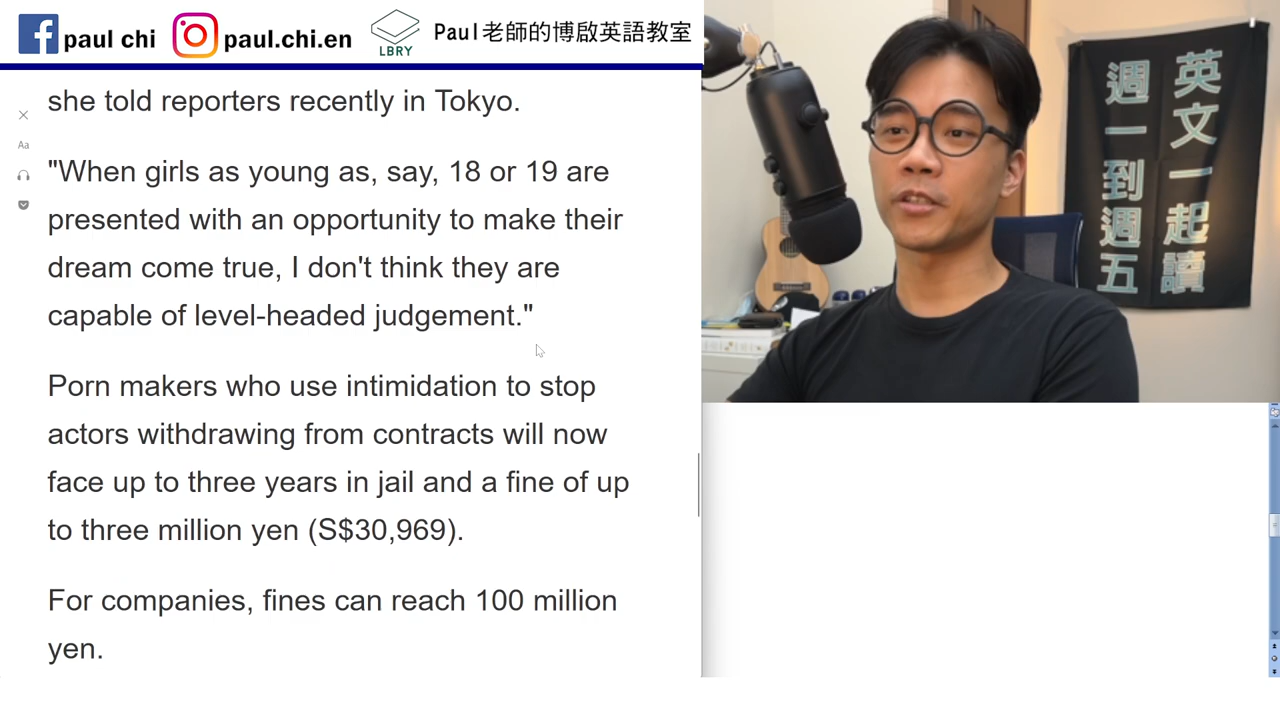 paul chi
paul.chi.en
LBRY
Paul老師的博啟英語教室
she told reporters recently in Tokyo.
Aa
"When girls as young as, say, 18 or 19 are
presented with an opportunity to make their
dream come true, I don't think they are
capable of level-headed judgement."
Porn makers who use intimidation to stop
actors withdrawing from contracts will now
face up to three years in jail and a fine of up
to three million yen (S$30,969).
For companies, fines can reach 100 million
yen.
英文一起讀
週一到週五